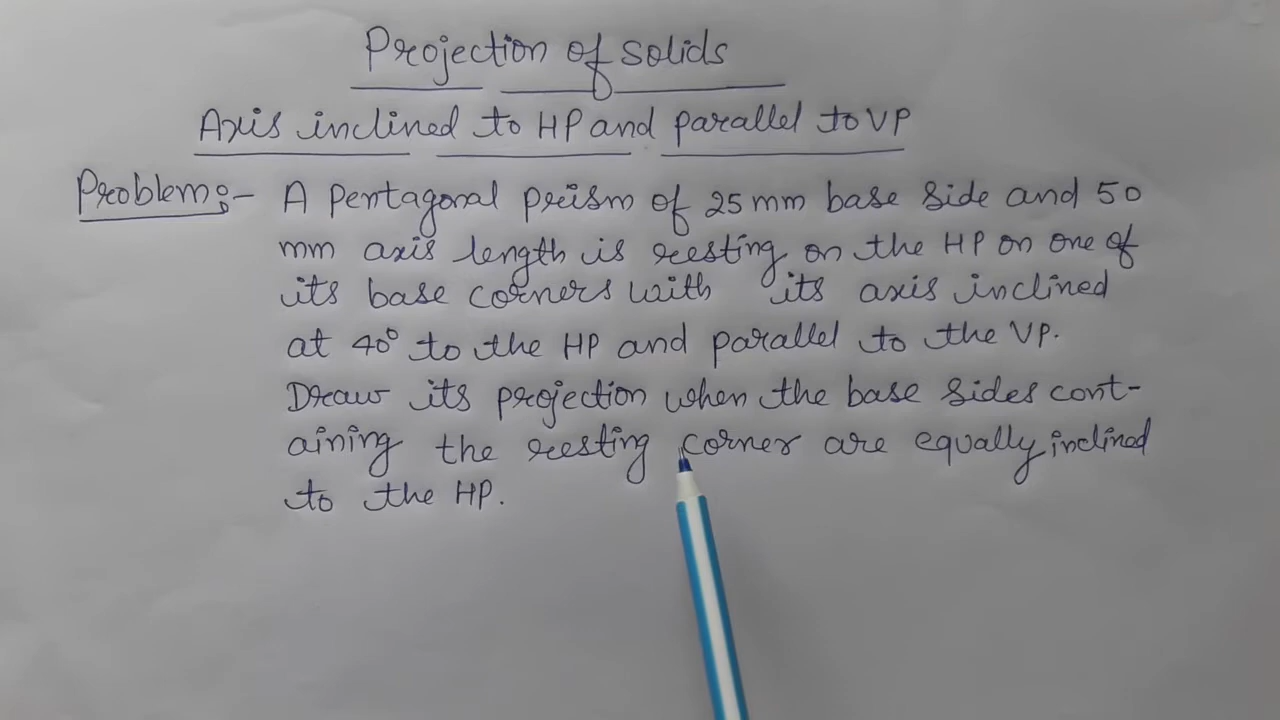 Projection of solids
Axis inclined to HP and parallel to VP
Problem:- A Pentagonal prism of 25 mm base side and 50
mm axis length is resting on the HP on one of
its base corners with its axis inclined
at 40° to the HP and parallel to the VP.
Draw its projection when the base sides cont-
aining the resting corner are equally inclined
to the HP.